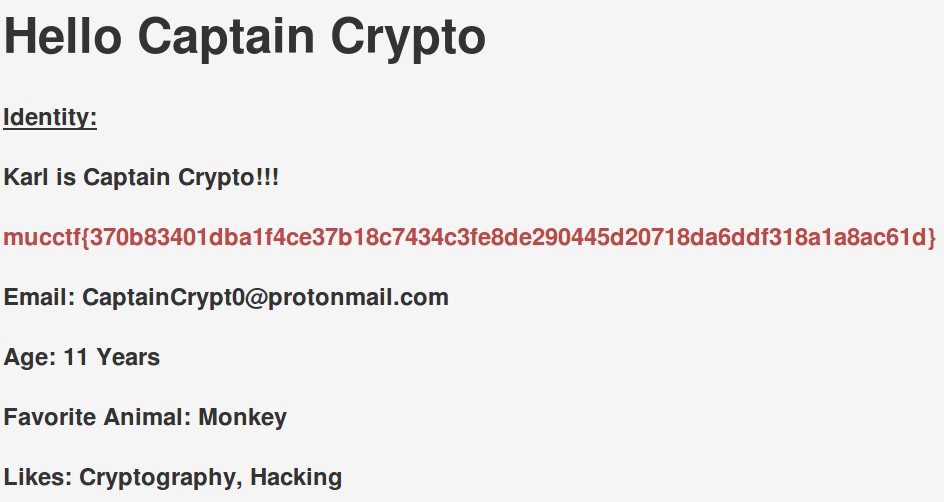 Hello Captain Crypto
Identity:
Karl is Captain Crypto!!!
mucctf{370b83401dba1f4ce37b18c7434c3fe8de290445d20718da6ddf318a1a8ac61d}
Email: CaptainCrypt0@protonmail.com
Age: 11 Years
Favorite Animal: Monkey
Likes: Cryptography, Hacking